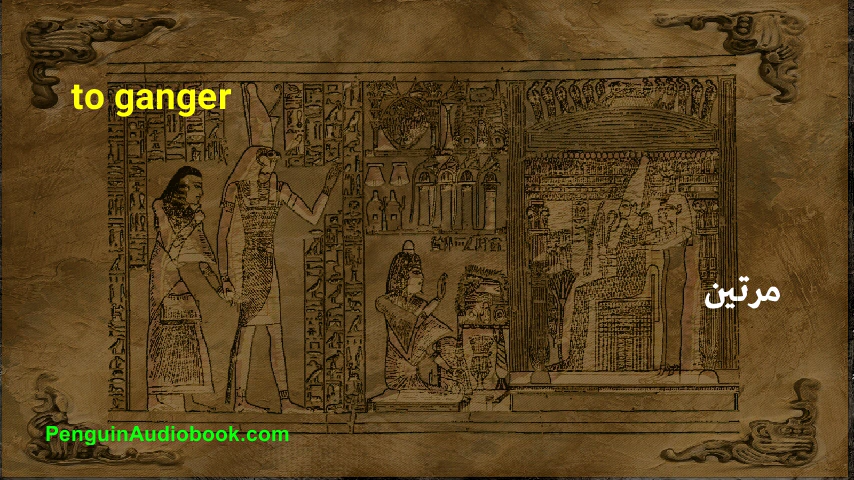 to ganger
مرتين
PenguinAudiobook.com